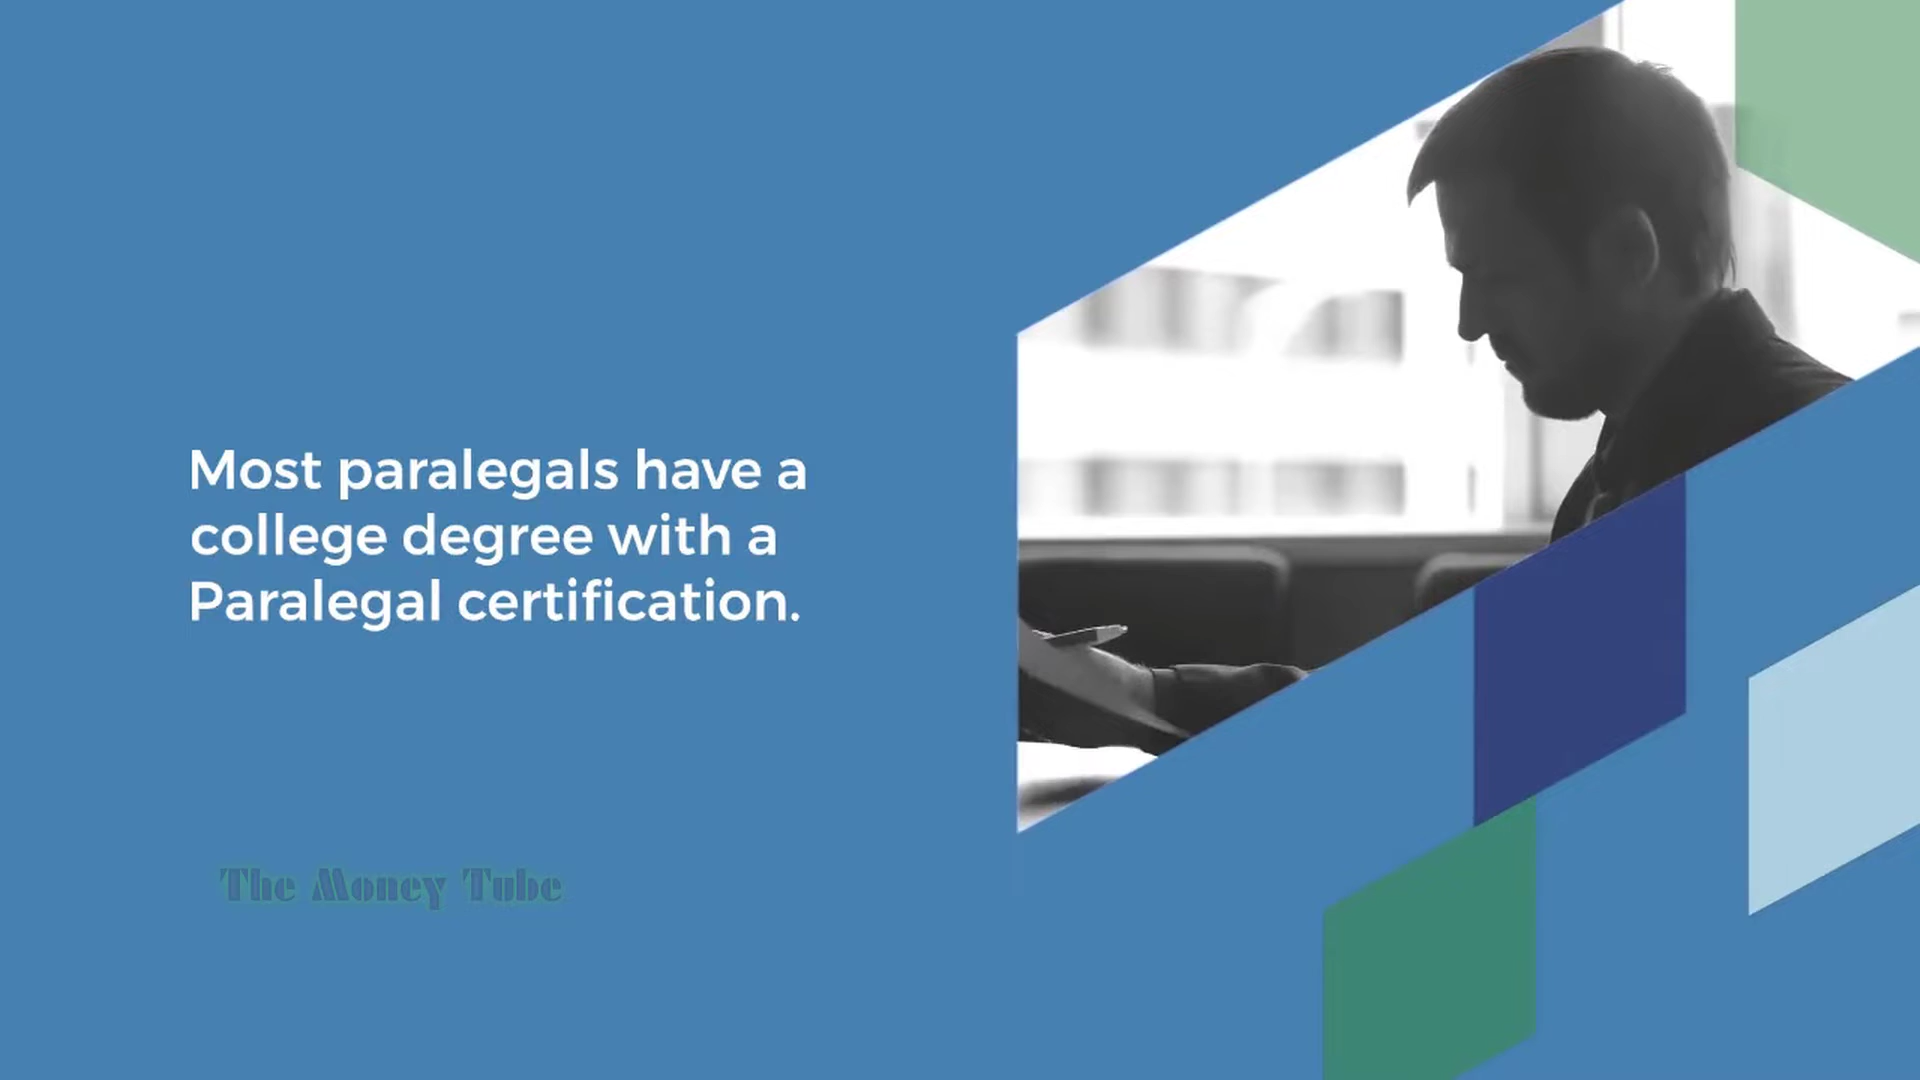 Most paralegals have a
college degree with a
Paralegal certification.
The Money Tube